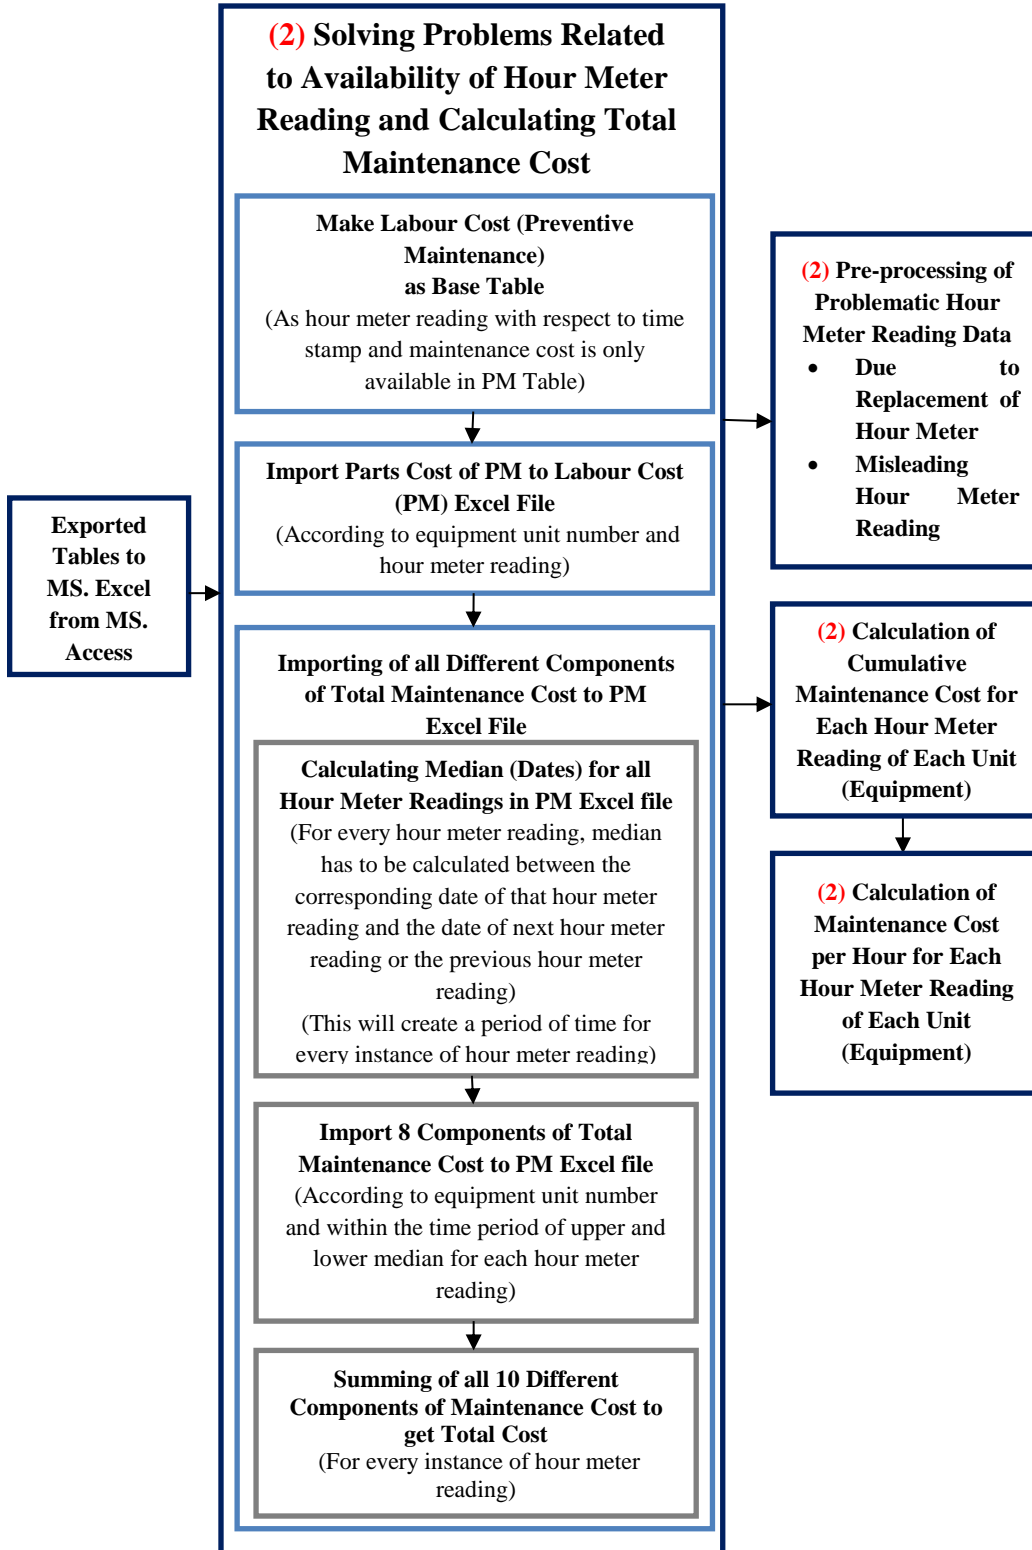 (2) Solving Problems Related
to Availability of Hour Meter
Reading and Calculating Total
Maintenance Cost
Make Labour Cost (Preventive
Maintenance)
as Base Table
(As hour meter reading with respect to time
stamp and maintenance cost is only
available in PM Table)
Import Parts Cost of PM to Labour Cost
(PM) Excel File
(According to equipment unit number and
hour meter reading)
Exported
Tables to
MS. Excel
from MS.
Access
Importing of all Different Components
of Total Maintenance Cost to PM
Excel File
Calculating Median (Dates) for all
Hour Meter Readings in PM Excel file
(For every hour meter reading, median
has to be calculated between the
corresponding date of that hour meter
reading and the date of next hour meter
reading or the previous hour meter
reading)
(This will create a period of time for
every instance of hour meter reading)
Import 8 Components of Total
Maintenance Cost to PM Excel file
(According to equipment unit number
and within the time period of upper and
lower median for each hour meter
reading)
Summing of all 10 Different
Components of Maintenance Cost to
get Total Cost
(For every instance of hour meter
reading)
(2) Pre-processing of
Problematic Hour
Meter Reading Data
• Due to
Replacement of
Hour Meter
• Misleading
Hour Meter
Reading
(2) Calculation of
Cumulative
Maintenance Cost for
Each Hour Meter
Reading of Each Unit
(Equipment)
(2) Calculation of
Maintenance Cost
per Hour for Each
Hour Meter Reading
of Each Unit
(Equipment)